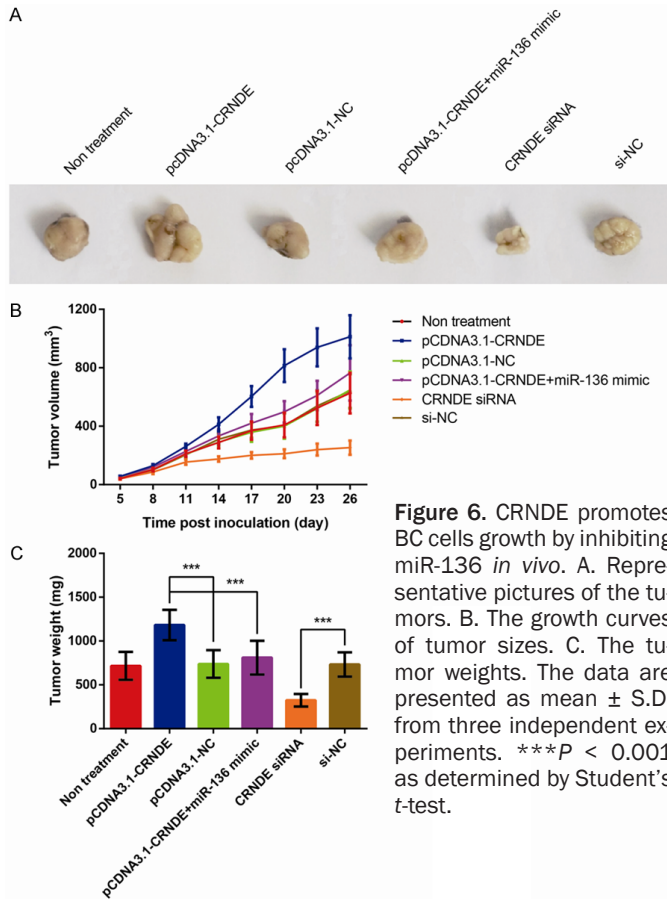 A
Non treatment
pcDNA3.1-CRNDE
pcDNA3.1-NC
pcDNA3.1-CRNDE+miR-136 mimic
CRNDE siRNA
si-NC
B
Tumor volume (mm³)
1200
800
400
0
5 8 11 14 17 20 23 26
Time post inoculation (day)
Non treatment
pCDNA3.1-CRNDE
pCDNA3.1-NC
pCDNA3.1-CRNDE+miR-136 mimic
CRNDE siRNA
si-NC
C
Tumor weight (mg)
2000
1500
1000
500
0
***
***
***
Non treatment
pCDNA3.1-CRNDE
pCDNA3.1-NC
pCDNA3.1-CRNDE+miR-136 mimic
CRNDE siRNA
si-NC
Figure 6. CRNDE promotes
BC cells growth by inhibiting
miR-136 in vivo. A. Repre-
sentative pictures of the tu-
mors. B. The growth curves
of tumor sizes. C. The tu-
mor weights. The data are
presented as mean ± S.D.
from three independent ex-
periments. ***P < 0.001
as determined by Student's
t-test.